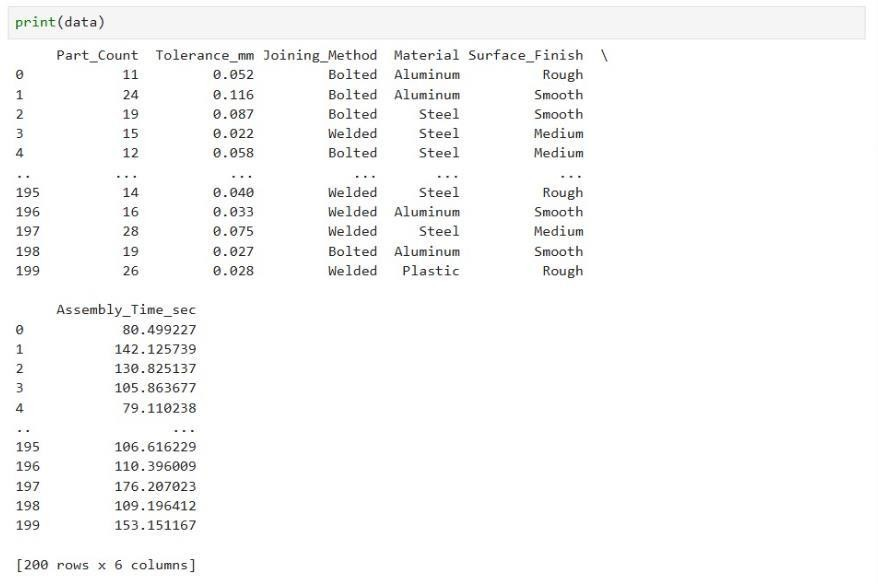 print(data)
Part_Count Tolerance_mm Joining_Method Material Surface_Finish \
0 11 0.052 Bolted Aluminum Rough
1 24 0.116 Bolted Aluminum Smooth
2 19 0.087 Bolted Steel Smooth
3 15 0.022 Welded Steel Medium
4 12 0.058 Bolted Steel Medium
.. ... ... ... ... ...
195 14 0.040 Welded Steel Rough
196 16 0.033 Welded Aluminum Smooth
197 28 0.075 Welded Steel Medium
198 19 0.027 Bolted Aluminum Smooth
199 26 0.028 Welded Plastic Rough
Assembly_Time_sec
0 80.499227
1 142.125739
2 130.825137
3 105.863677
4 79.110238
.. ...
195 106.616229
196 110.396009
197 176.207023
198 109.196412
199 153.151167
[200 rows x 6 columns]